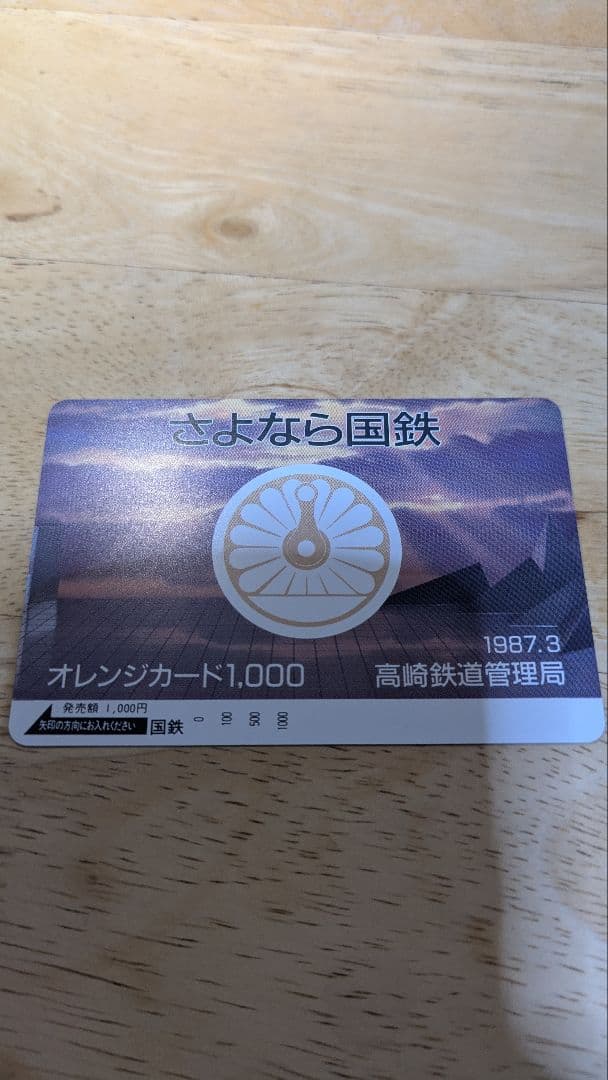 さよなら国鉄
1987.3
オレンジカード1,000
高崎鉄道管理局
発売額 1,000円
矢印の方向にお入れください
国鉄
0
100
500
1000